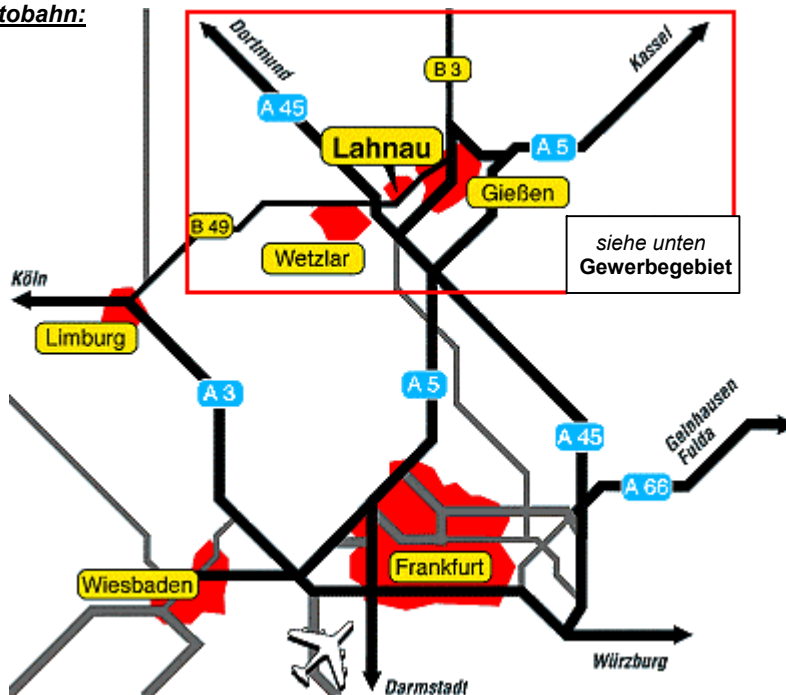 tobahn:
Dortmund
B 3
Kassel
A 45
Lahnau
A 5
Gießen
B 49
Wetzlar
siehe unten
Gewerbegebiet
Köln
Limburg
A 3
A 5
A 45
Gelnhausen
Fulda
A 66
Frankfurt
Wiesbaden
Würzburg
Darmstadt